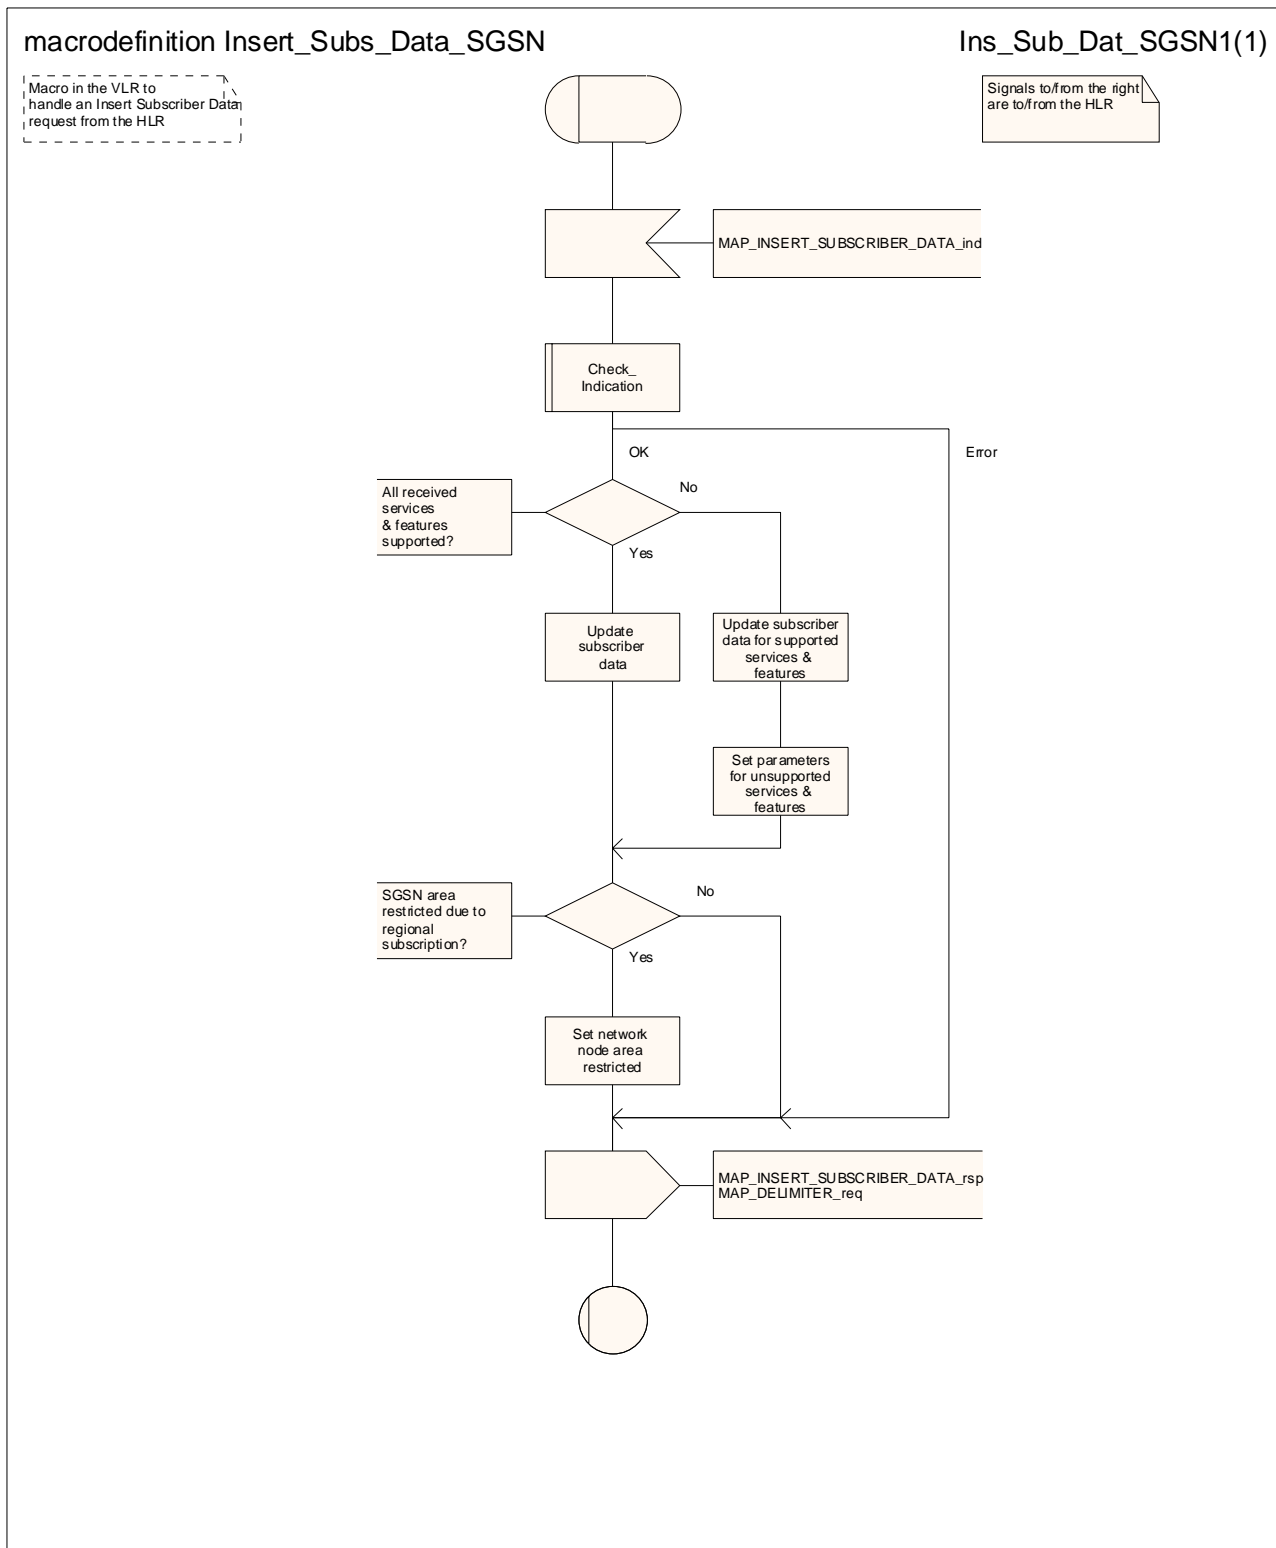 macrodefinition Insert_Subs_Data_SGSN
Ins_Sub_Dat_SGSN1(1)
Macro in the VLR to
handle an Insert Subscriber Data
request from the HLR
Signals to/from the right
are to/from the HLR
MAP_INSERT_SUBSCRIBER_DATA_ind
Check_
Indication
OK
Error
All received
services
& features
supported?
No
Yes
Update
subscriber
data
Update subscriber
data for supported
services &
features
Set parameters
for unsupported
services &
features
SGSN area
restricted due to
regional
subscription?
No
Yes
Set network
node area
restricted
MAP_INSERT_SUBSCRIBER_DATA_rsp
MAP_DELIMITER_req